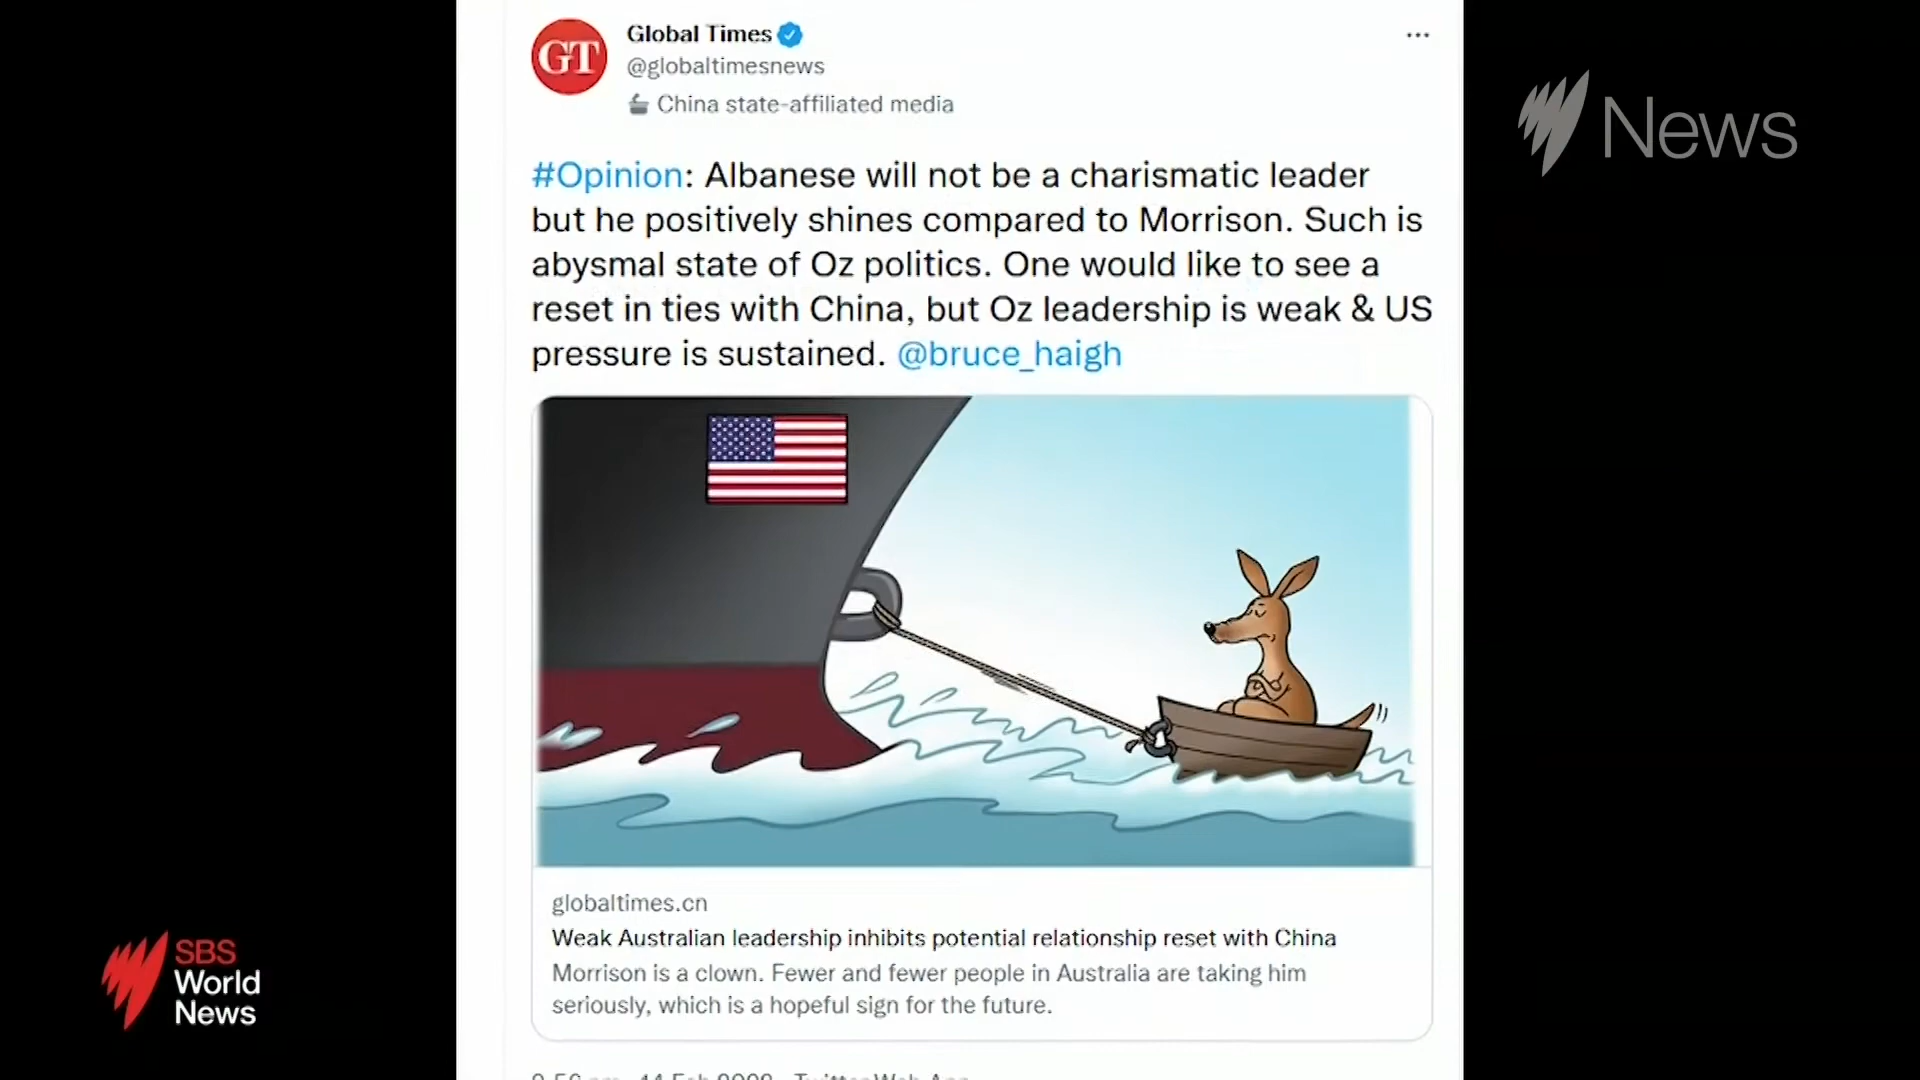 GT
Global Times
@globaltimesnews
China state-affiliated media
News
#Opinion: Albanese will not be a charismatic leader
but he positively shines compared to Morrison. Such is
abysmal state of Oz politics. One would like to see a
reset in ties with China, but Oz leadership is weak & US
pressure is sustained. @bruce_haigh
globaltimes.cn
Weak Australian leadership inhibits potential relationship reset with China
Morrison is a clown. Fewer and fewer people in Australia are taking him
seriously, which is a hopeful sign for the future.
SBS
World
News